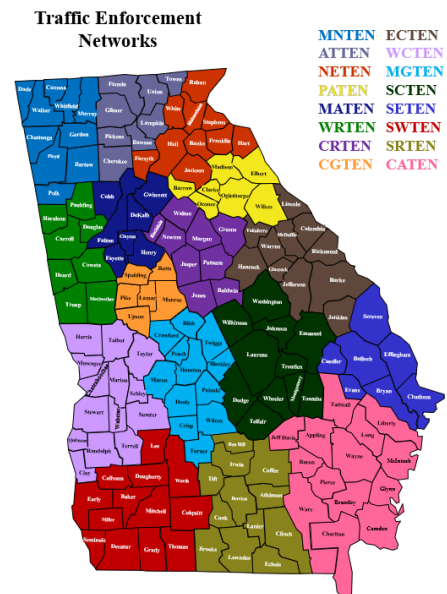 Traffic Enforcement
Networks
MNTEN ECTEN
ATTEN WCTEN
NETEN MGTEN
PATEN SCTEN
MATEN SETEN
WRTEN SWTEN
CRTEN SRTEN
CGTEN CATEN
Dade Catoosa Fannin Towns Rabun
Walker Whitfield Murray Union
Gilmer White Habersham
Chattooga Gordon Lumpkin Stephens
Pickens Dawson Hall Banks Franklin Hart
Floyd Bartow Cherokee Forsyth
Jackson Madison Elbert
Polk Paulding Cobb Gwinnett Barrow Clarke Oglethorpe Wilkes
Haralson Douglas DeKalb Walton Oconee Lincoln
Carroll Fulton Clayton Rockdale Newton Morgan Greene Taliaferro McDuffie Columbia
Fayette Henry Warren Richmond
Heard Coweta Spalding Butts Jasper Putnam Hancock Glascock
Jefferson Burke
Troup Meriwether Pike Lamar Monroe Jones Baldwin
Upson Washington Jenkins Screven
Harris Talbot Crawford Bibb Twiggs Wilkinson Johnson Emanuel
Taylor Peach Bleckley Laurens Candler Bulloch Effingham
Muscogee Chattahoochee Marion Macon Houston Treutlen
Schley Pulaski Dodge Wheeler Montgomery Toombs Evans Bryan Chatham
Stewart Webster Sumter Dooly Telfair Tattnall
Crisp Wilcox Liberty
Quitman Randolph Terrell Lee Turner Ben Hill Jeff Davis Appling Long
Clay Calhoun Dougherty Worth Irwin Coffee Bacon Wayne McIntosh
Early Baker Tift
Mitchell Colquitt Berrien Atkinson Pierce Glynn
Miller Cook Lanier Ware Brantley
Seminole Decatur Grady Thomas Brooks Lowndes Clinch Charlton Camden
Echols